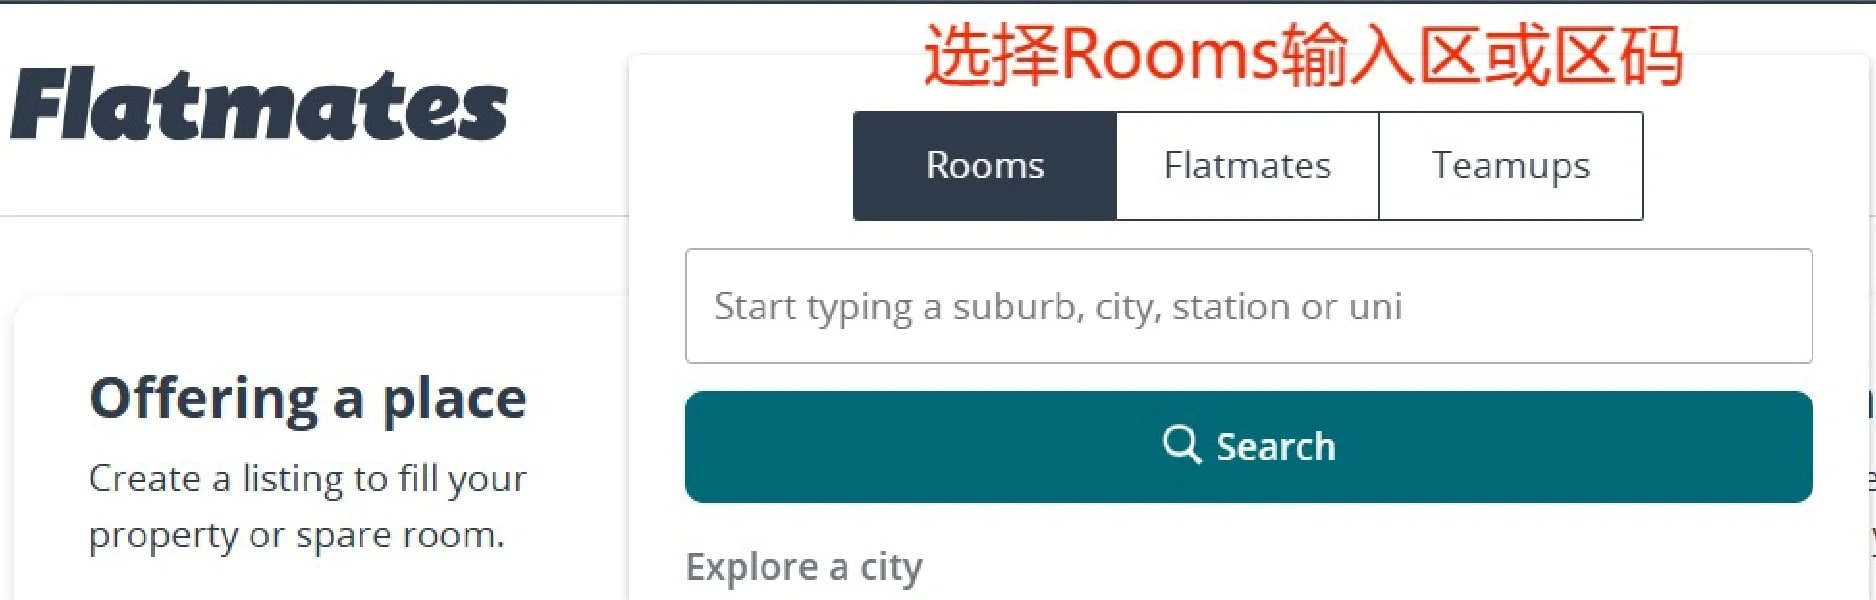 选择Rooms输入区或区码
Flatmates
Rooms
Flatmates
Teamups
Start typing a suburb, city, station or uni
Search
Offering a place
Create a listing to fill your
property or spare room.
Explore a city